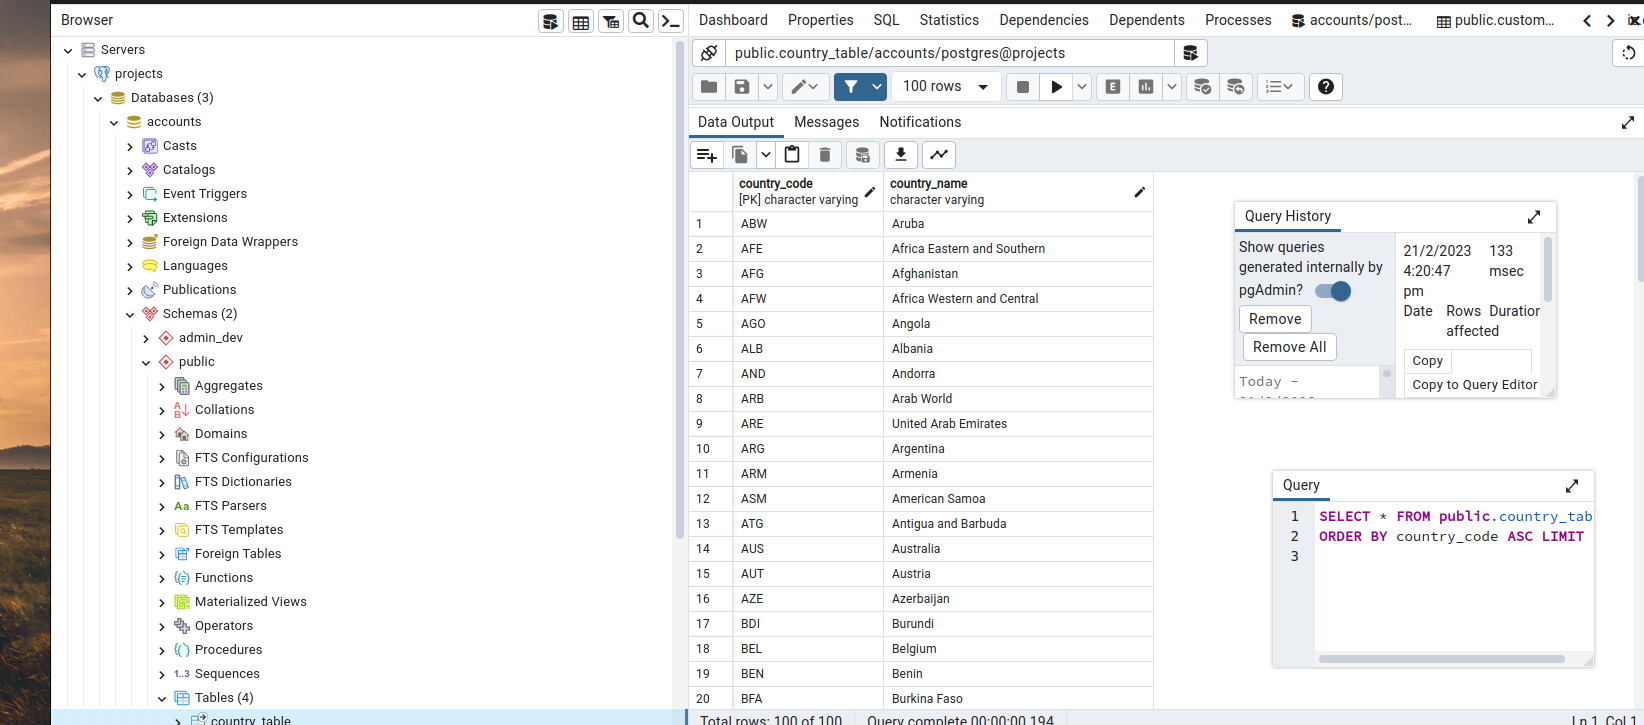 Browser
Servers
projects
Databases (3)
accounts
Casts
Catalogs
Event Triggers
Extensions
Foreign Data Wrappers
Languages
Publications
Schemas (2)
admin_dev
public
Aggregates
Collations
Domains
FTS Configurations
FTS Dictionaries
Aa FTS Parsers
FTS Templates
Foreign Tables
Functions
Materialized Views
Operators
Procedures
1..3 Sequences
Tables (4)
country_table
Dashboard Properties SQL Statistics Dependencies Dependents Processes accounts/post... public.custom...
public.country_table/accounts/postgres@projects
100 rows
E
Data Output Messages Notifications
country_code country_name
[PK] character varying character varying
1 ABW Aruba
2 AFE Africa Eastern and Southern
3 AFG Afghanistan
4 AFW Africa Western and Central
5 AGO Angola
6 ALB Albania
7 AND Andorra
8 ARB Arab World
9 ARE United Arab Emirates
10 ARG Argentina
11 ARM Armenia
12 ASM American Samoa
13 ATG Antigua and Barbuda
14 AUS Australia
15 AUT Austria
16 AZE Azerbaijan
17 BDI Burundi
18 BEL Belgium
19 BEN Benin
20 BFA Burkina Faso
Total rows: 100 of 100 Query complete 00:00:00.194 Ln 1, Col 1
Query History
Show queries
generated internally by
pgAdmin?
Remove
Remove All
Today -
21/2/2023 133
4:20:47 msec
pm
Date Rows Duration
affected
Copy
Copy to Query Editor
Query
1 SELECT * FROM public.country_tab
2 ORDER BY country_code ASC LIMIT
3